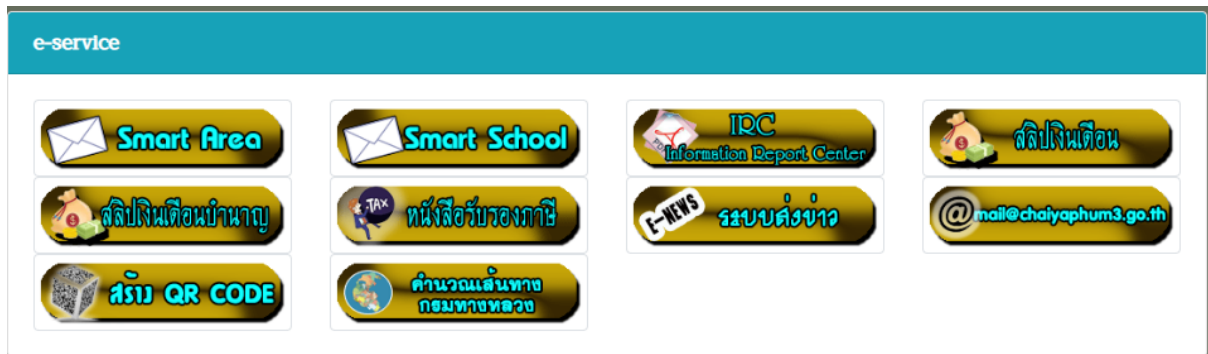 e-service
Smart Area
Smart School
IRC
Information Report Center
สลิปเงินเดือน
สลิปเงินเดือนบำนาญ
TAX
หนังสือรับรองภาษี
E-NEWS
ระบบส่งข่าว
@mail@chaiyaphum3.go.th
สร้าง QR CODE
คำนวณเส้นทาง
กรมทางหลวง